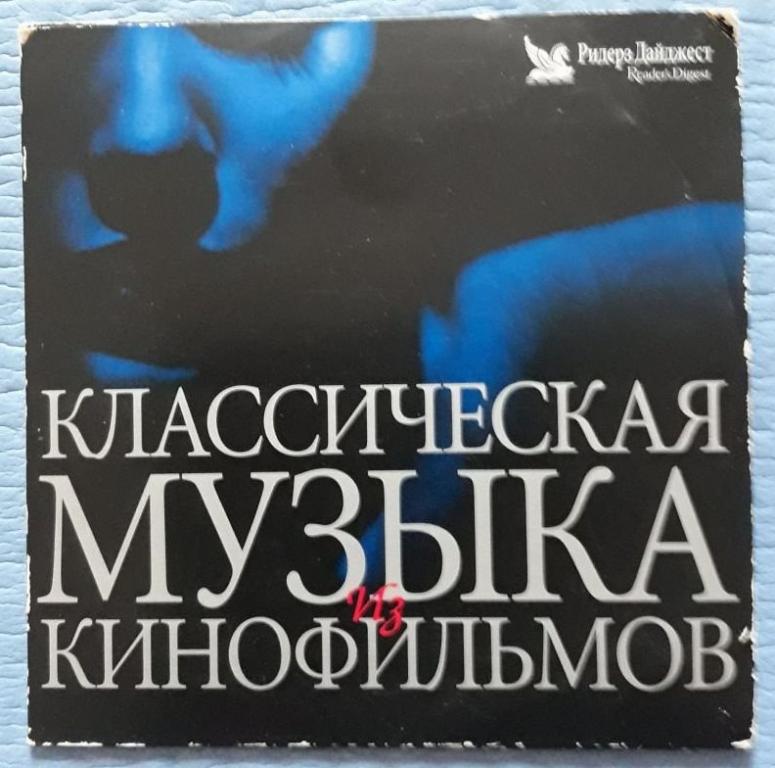 Ридерз Дайджест
Reader's Digest
КЛАССИЧЕСКАЯ
МУЗЫКА
из
КИНОФИЛЬМОВ